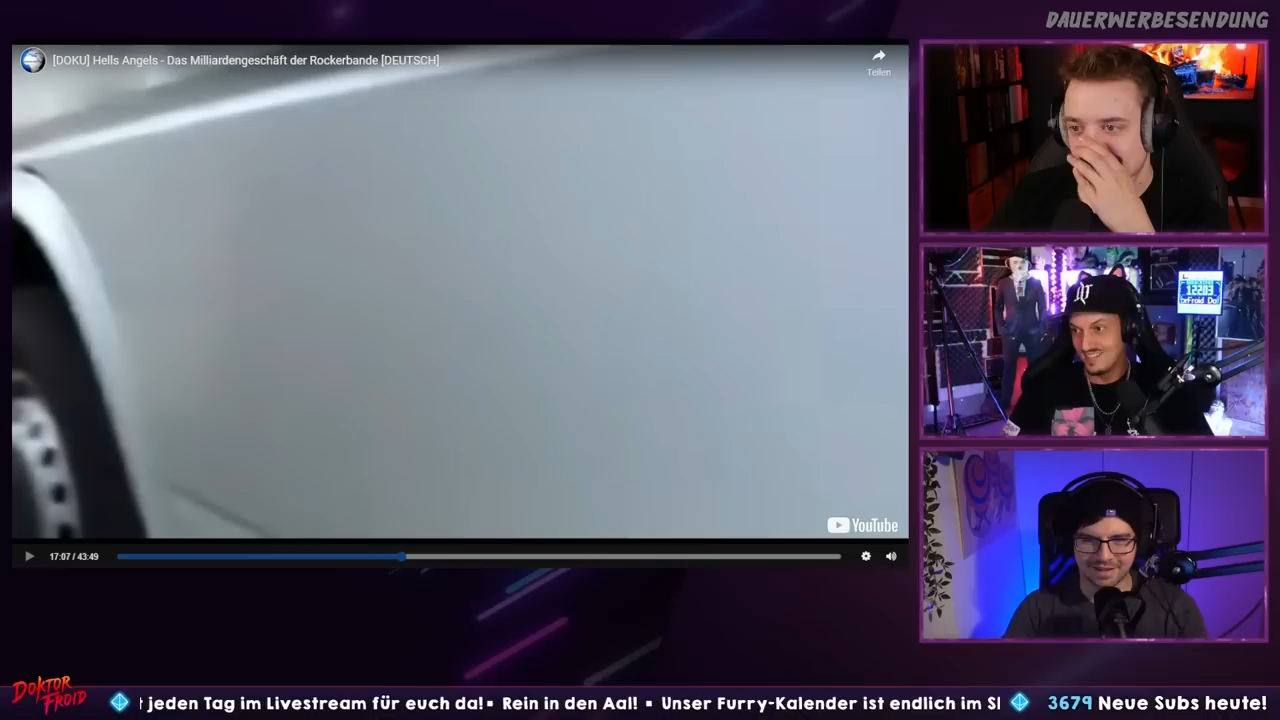 DAUERWERBESENDUNG
[DOKU] Hells Angels - Das Milliardengeschäft der Rockerbande [DEUTSCH]
Teilen
YouTube
17:07 / 43:49
DOKTOR
FROID
jeden Tag im Livestream für euch da! ▪ Rein in den Aal! ▪ Unser Furry-Kalender ist endlich im
3679 Neue Subs heute!